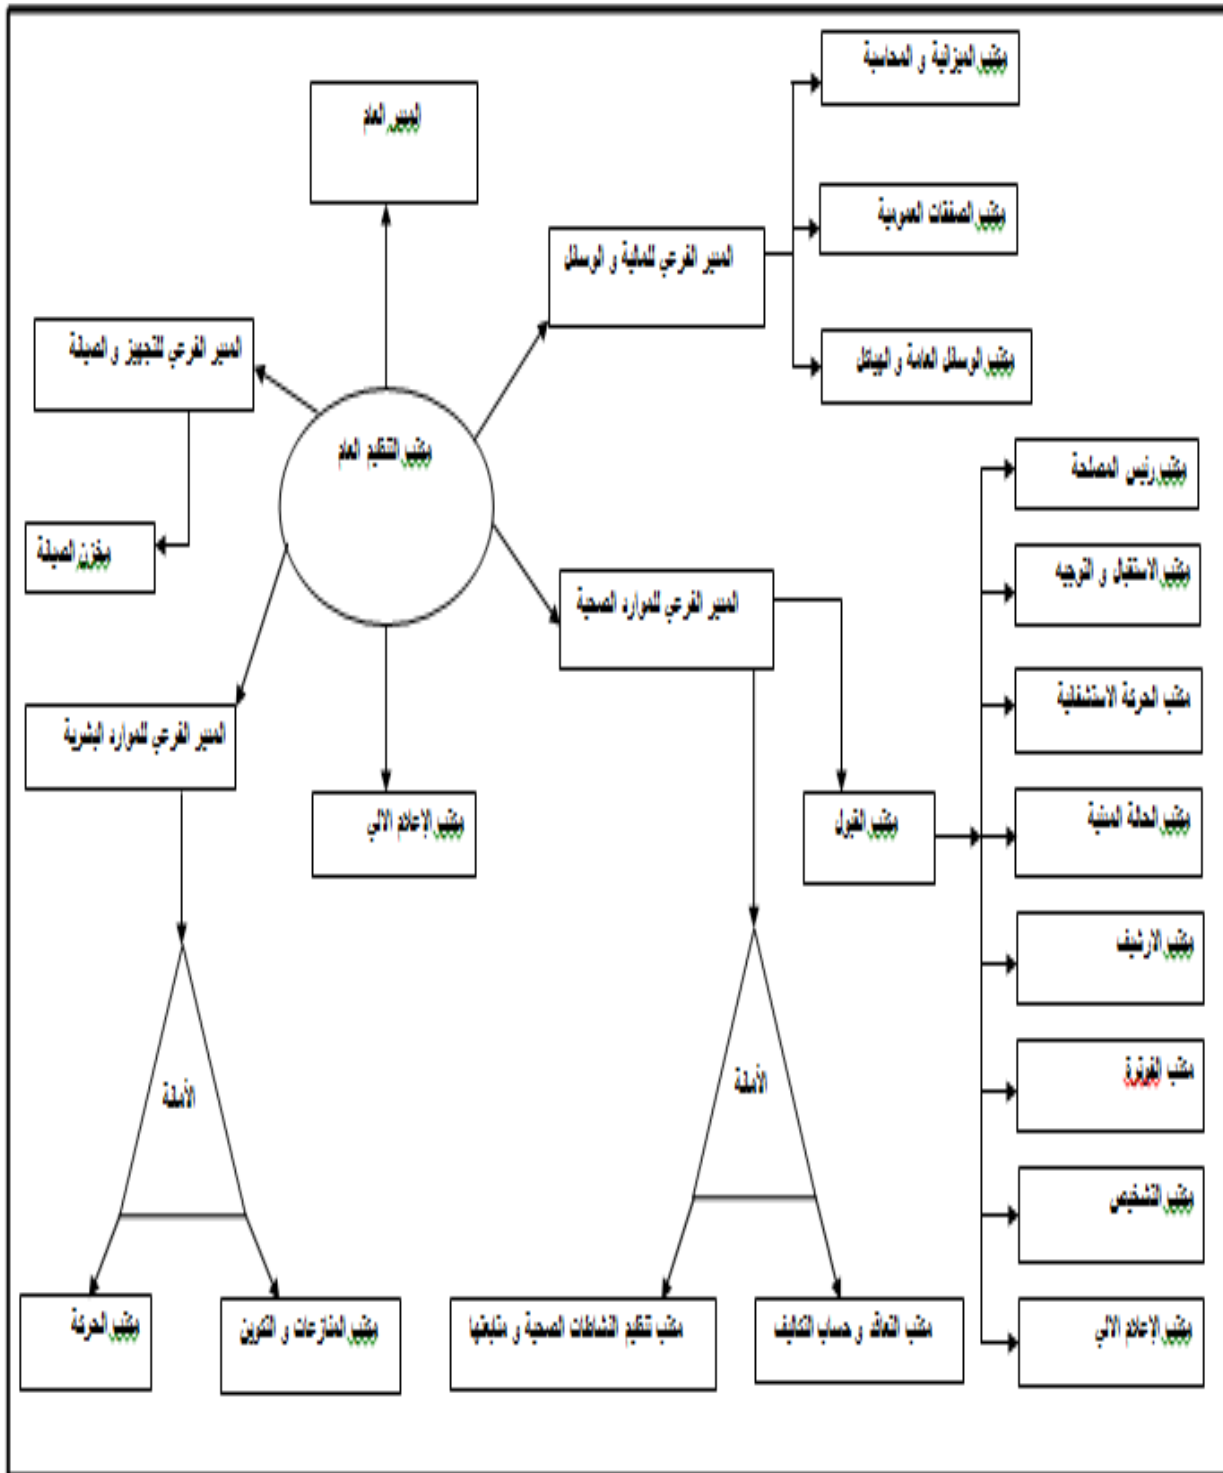 مكتب الميزانية و المحاسبة
المدير العام
مكتب الصفقات العمومية
المدير الفرعي للمالية و الوسائل
المدير الفرعي للتجهيز و الصيانة
مكتب الوسائل العامة و الهياكل
مكتب التنظيم العام
مكتب رئيس المصلحة
مخزن الصيانة
مكتب الاستقبال و التوجيه
المدير الفرعي للموارد الصحية
مكتب الحركة الاستشفائية
المدير الفرعي للموارد البشرية
مكتب الإعلام الالي
مكتب القبول
مكتب الحالة المدنية
مكتب الارشيف
مكتب الفوترة
الأمانة
الأمانة
مكتب التشخيص
مكتب الإعلام الالي
مكتب التعاقد و حساب التكاليف
مكتب تنظيم النشاطات الصحية و متابعتها
مكتب المنازعات و التكوين
مكتب الحركة